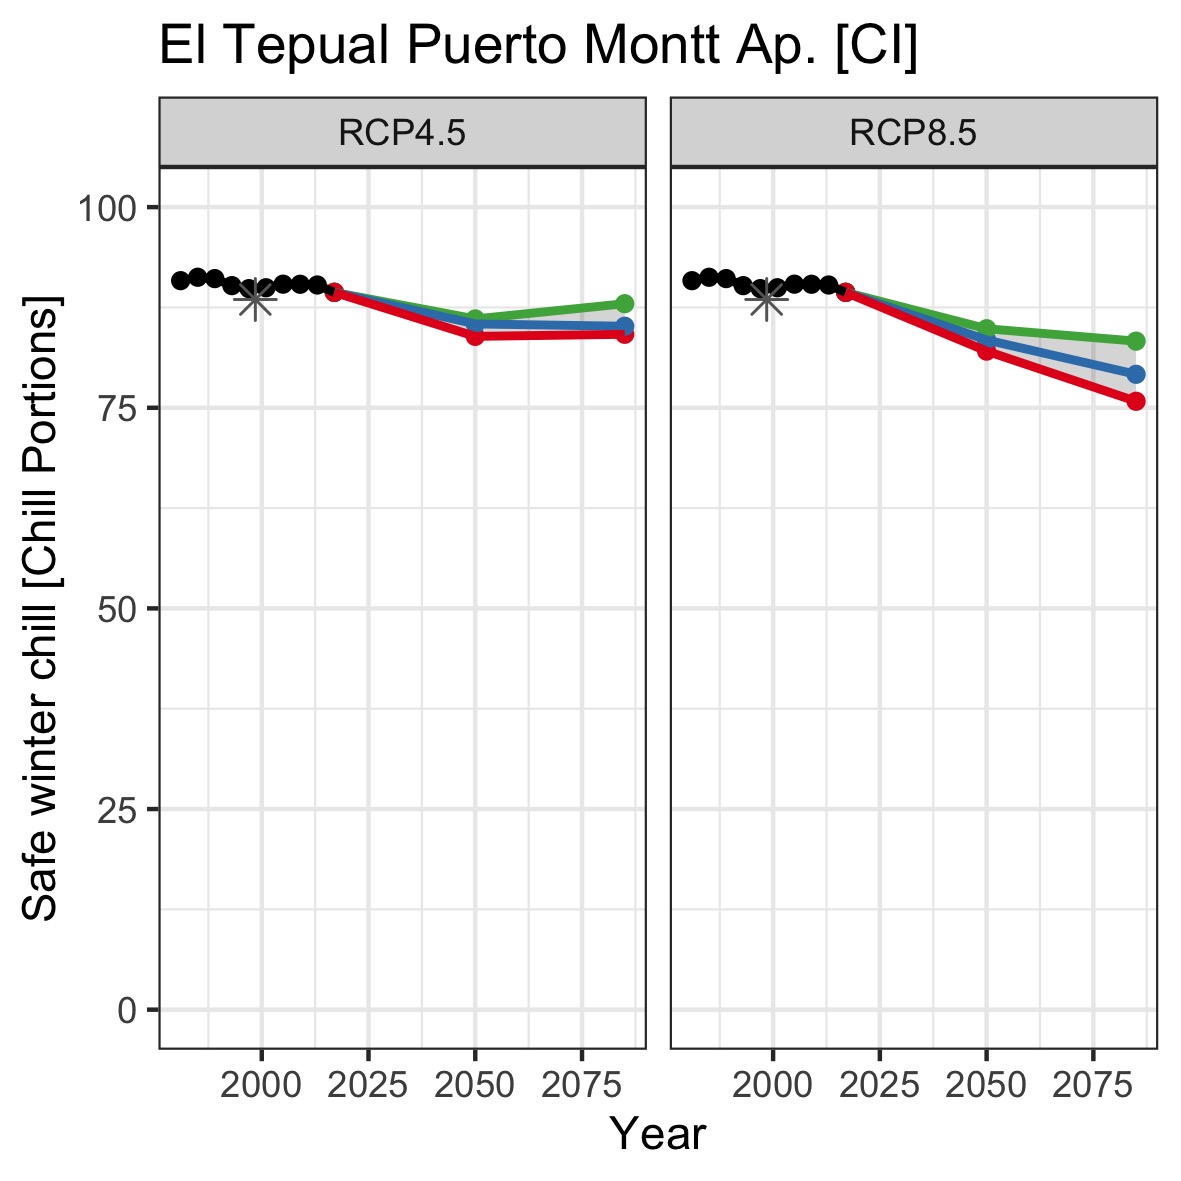 El Tepual Puerto Montt Ap. [CI]
RCP4.5
RCP8.5
Safe winter chill [Chill Portions]
100
75
50
25
0
2000 2025 2050 2075
2000 2025 2050 2075
Year